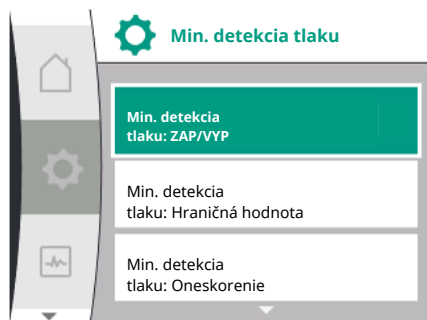 Min. detekcia tlaku
Min. detekcia
tlaku: ZAP/VYP
Min. detekcia
tlaku: Hraničná hodnota
Min. detekcia
tlaku: Oneskorenie